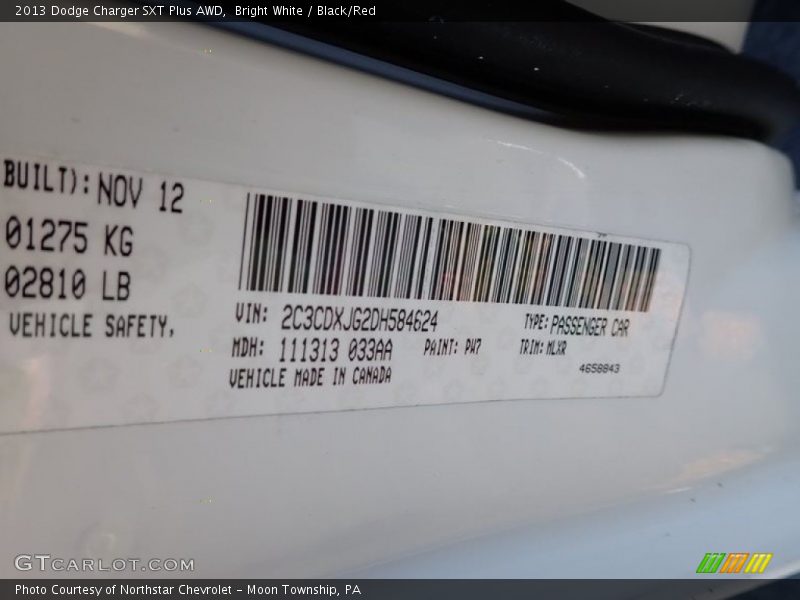 2013 Dodge Charger SXT Plus AWD, Bright White / Black/Red
BUILT): NOV 12
01275 KG
02810 LB
VEHICLE SAFETY,
VIN: 2C3CDXJG2DH584624 TYPE: PASSENGER CAR
MDH: 111313 033AA PAINT: PW7 TRIM: MLXR
VEHICLE MADE IN CANADA 4658843
GTCARLOT.COM
Photo Courtesy of Northstar Chevrolet - Moon Township, PA